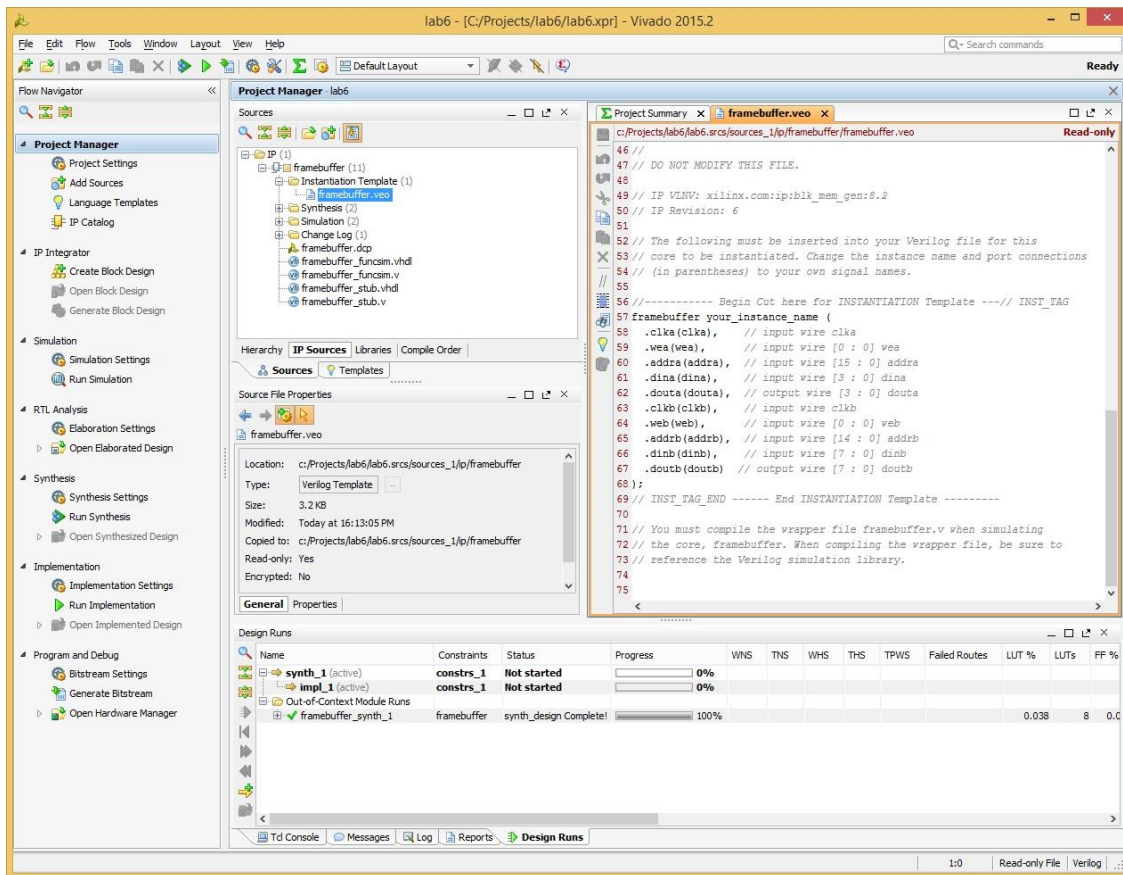 lab6 - [C:/Projects/lab6/lab6.xpr] - Vivado 2015.2
File Edit Flow Tools Window Layout View Help
Search commands
Default Layout
Ready
Flow Navigator
Project Manager
Project Settings
Add Sources
Language Templates
IP Catalog
IP Integrator
Create Block Design
Open Block Design
Generate Block Design
Simulation
Simulation Settings
Run Simulation
RTL Analysis
Elaboration Settings
Open Elaborated Design
Synthesis
Synthesis Settings
Run Synthesis
Open Synthesized Design
Implementation
Implementation Settings
Run Implementation
Open Implemented Design
Program and Debug
Bitstream Settings
Generate Bitstream
Open Hardware Manager
Project Manager - lab6
Sources
IP (1)
framebuffer (11)
Instantiation Template (1)
framebuffer.veo
Synthesis (2)
Simulation (2)
Change Log (1)
framebuffer.dcp
framebuffer_funcsim.vhdl
framebuffer_funcsim.v
framebuffer_stub.vhdl
framebuffer_stub.v
Hierarchy IP Sources Libraries Compile Order
Sources Templates
Source File Properties
framebuffer.veo
Location: c:/Projects/lab6/lab6.srcs/sources_1/ip/framebuffer
Type: Verilog Template ...
Size: 3.2 KB
Modified: Today at 16:13:05 PM
Copied to: c:/Projects/lab6/lab6.srcs/sources_1/ip/framebuffer
Read-only: Yes
Encrypted: No
General Properties
Project Summary framebuffer.veo
c:/Projects/lab6/lab6.srcs/sources_1/ip/framebuffer/framebuffer.veo Read-only
46 //
47 // DO NOT MODIFY THIS FILE.
48
49 // IP VLNV: xilinx.com:ip:blk_mem_gen:8.2
50 // IP Revision: 6
51
52 // The following must be inserted into your Verilog file for this
53 // core to be instantiated. Change the instance name and port connections
54 // (in parentheses) to your own signal names.
55
56 //----------- Begin Cut here for INSTANTIATION Template ---// INST_TAG
57 framebuffer your_instance_name (
58 .clka(clka), // input wire clka
59 .wea(wea), // input wire [0 : 0] wea
60 .addra(addra), // input wire [15 : 0] addra
61 .dina(dina), // input wire [3 : 0] dina
62 .douta(douta), // output wire [3 : 0] douta
63 .clkb(clkb), // input wire clkb
64 .web(web), // input wire [0 : 0] web
65 .addrb(addrb), // input wire [14 : 0] addrb
66 .dinb(dinb), // input wire [7 : 0] dinb
67 .doutb(doutb) // output wire [7 : 0] doutb
68 );
69 // INST_TAG_END ------ End INSTANTIATION Template ---------
70
71 // You must compile the wrapper file framebuffer.v when simulating
72 // the core, framebuffer. When compiling the wrapper file, be sure to
73 // reference the Verilog simulation library.
74
75
Design Runs
Name Constraints Status Progress WNS TNS WHS THS TPWS Failed Routes LUT % LUTs FF %
synth_1 (active) constrs_1 Not started 0%
impl_1 (active) constrs_1 Not started 0%
Out-of-Context Module Runs
framebuffer_synth_1 framebuffer synth_design Complete! 100% 0.038 8 0.0
Tcl Console Messages Log Reports Design Runs
1:0 Read-only File Verilog